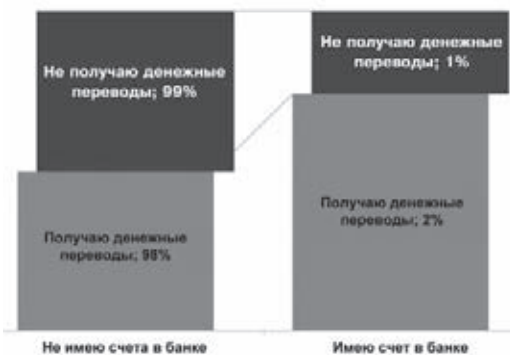 Не получаю денежные
переводы; 99%
Не получаю денежные
переводы; 1%
Получаю денежные
переводы; 98%
Получаю денежные
переводы; 2%
Не имею счета в банке
Имею счет в банке